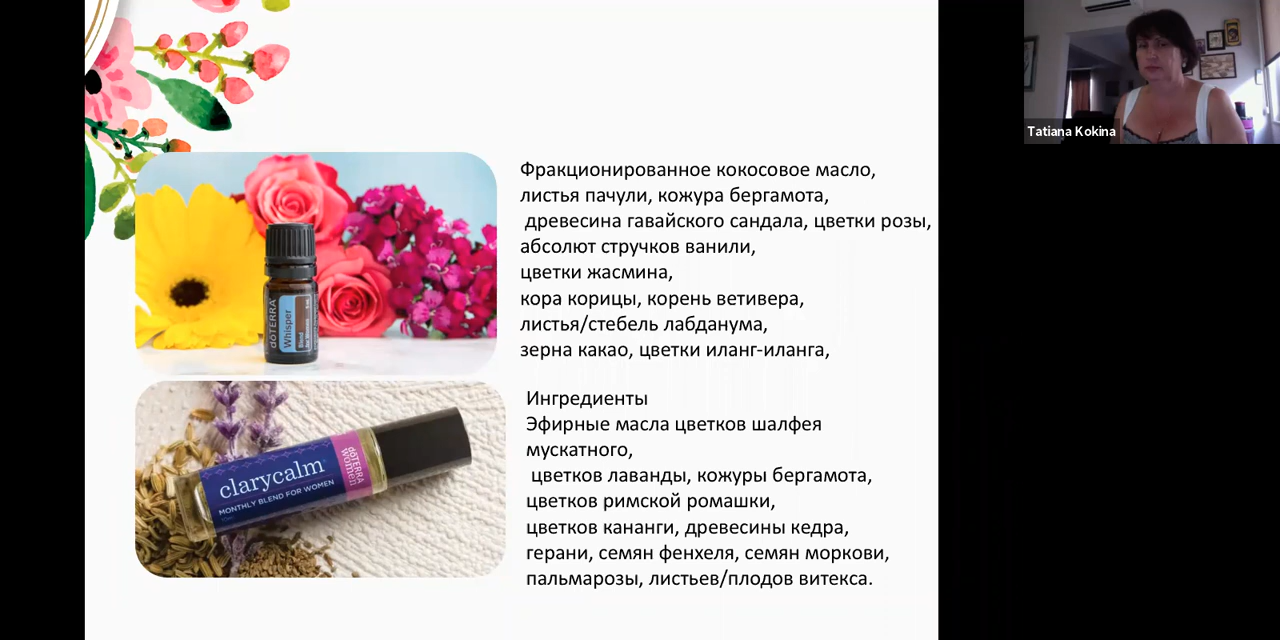 Tatiana Kokina
Фракционированное кокосовое масло,
листья пачули, кожура бергамота,
древесина гавайского сандала, цветки розы,
абсолют стручков ванили,
цветки жасмина,
кора корицы, корень ветивера,
листья/стебель лабданума,
зерна какао, цветки иланг-иланга,
dōTERRA
Whisper
Blend
Ингредиенты
Эфирные масла цветков шалфея
мускатного,
цветков лаванды, кожуры бергамота,
цветков римской ромашки,
цветков кананги, древесины кедра,
герани, семян фенхеля, семян моркови,
пальмарозы, листьев/плодов витекса.
clarycalm
MONTHLY BLEND FOR WOMEN
dōTERRA
women